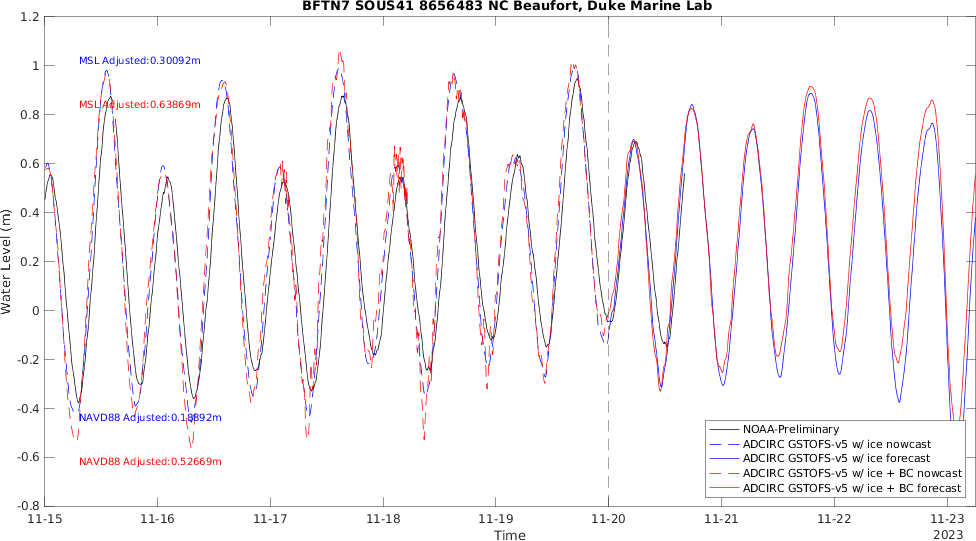 BFTN7 SOUS41 8656483 NC Beaufort, Duke Marine Lab
1.2
1
0.8
0.6
0.4
0.2
0
-0.2
-0.4
-0.6
-0.8
Water Level (m)
MSL Adjusted:0.30092m
MSL Adjusted:0.63869m
NAVD88 Adjusted:0.18892m
NAVD88 Adjusted:0.52669m
NOAA-Preliminary
ADCIRC GSTOFS-v5 w/ ice nowcast
ADCIRC GSTOFS-v5 w/ ice forecast
ADCIRC GSTOFS-v5 w/ ice + BC nowcast
ADCIRC GSTOFS-v5 w/ ice + BC forecast
11-15 11-16 11-17 11-18 11-19 11-20 11-21 11-22 11-23
Time
2023